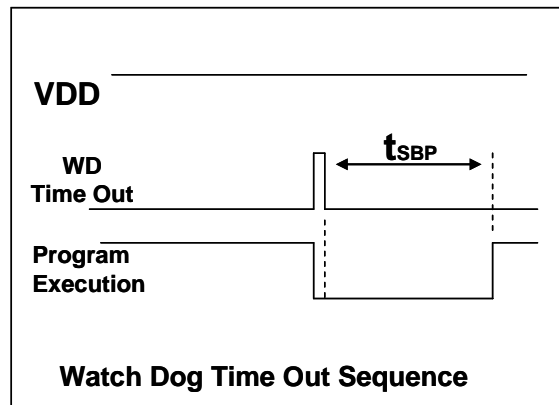 VDD
tSBP
WD
Time Out
Program
Execution
Watch Dog Time Out Sequence